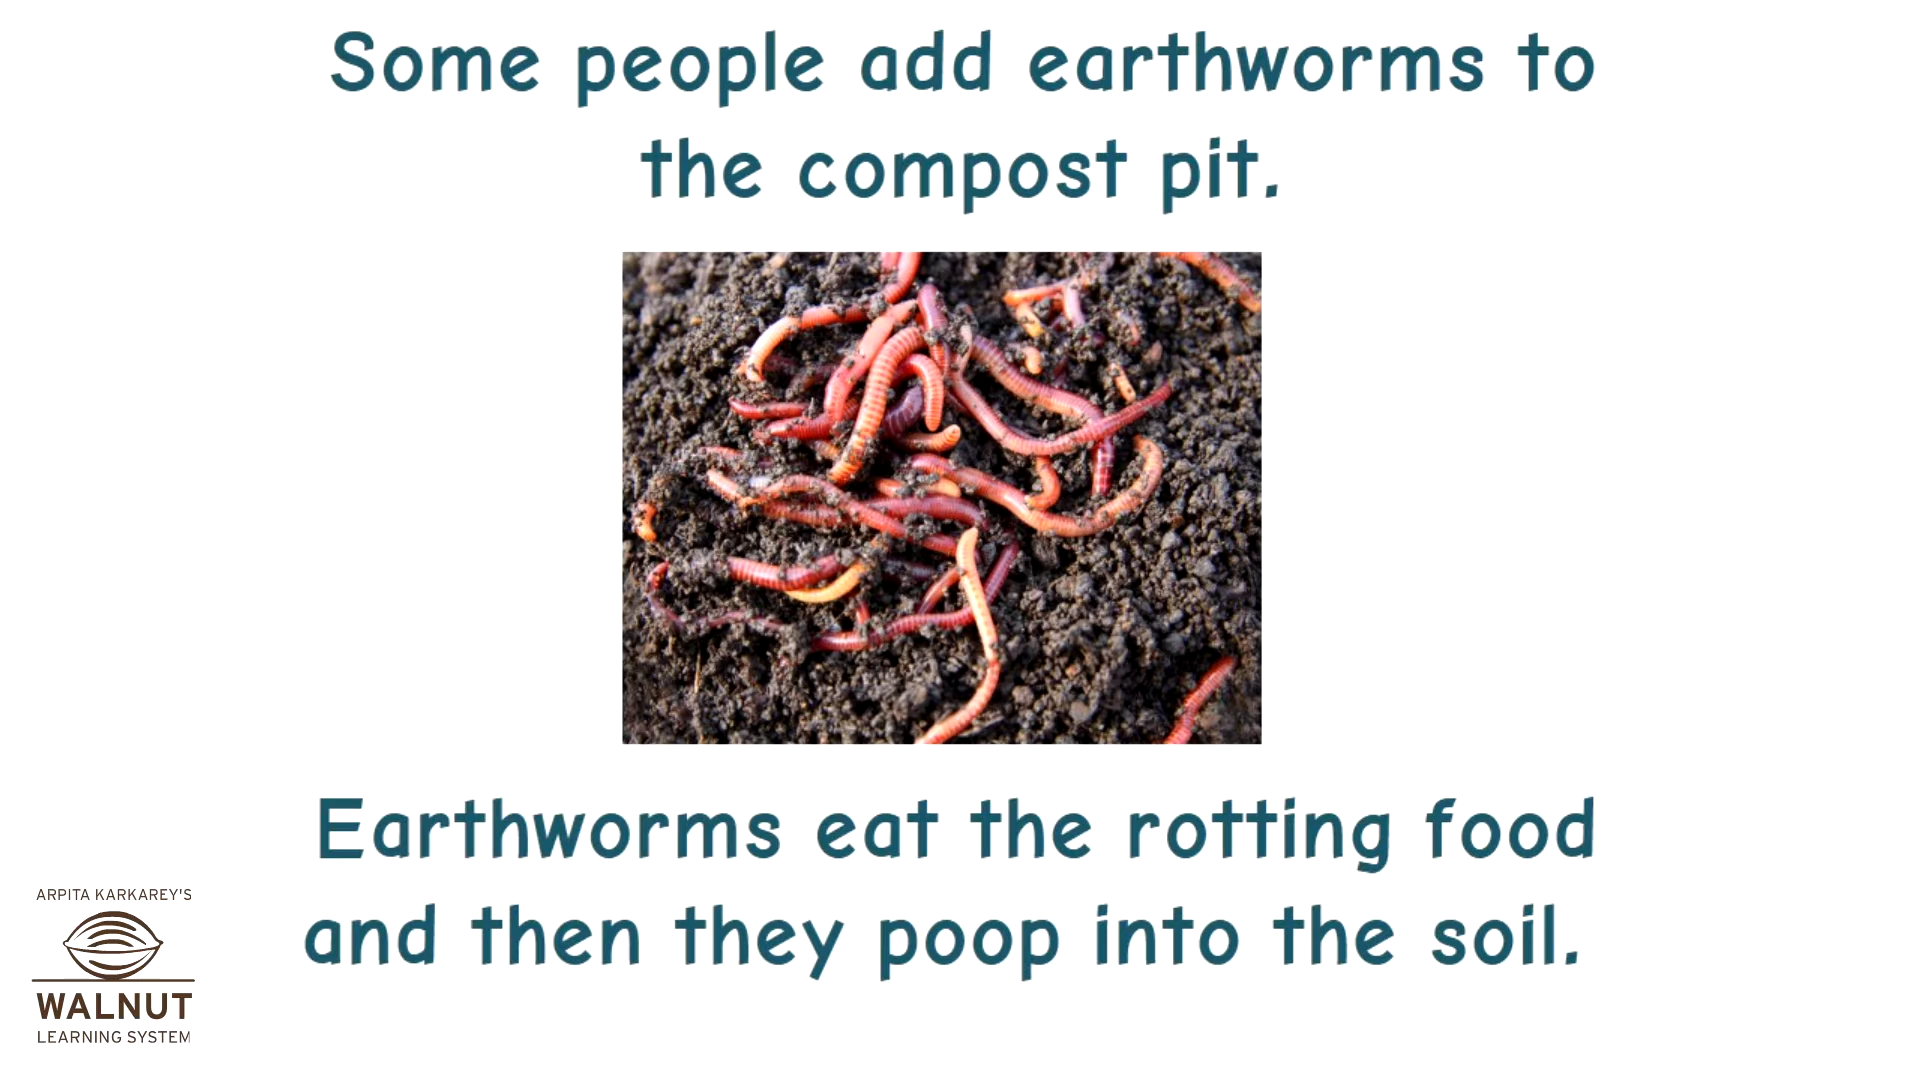 Some people add earthworms to
the compost pit.
Earthworms eat the rotting food
and then they poop into the soil.
ARPITA KARKAREY'S
WALNUT
LEARNING SYSTEM